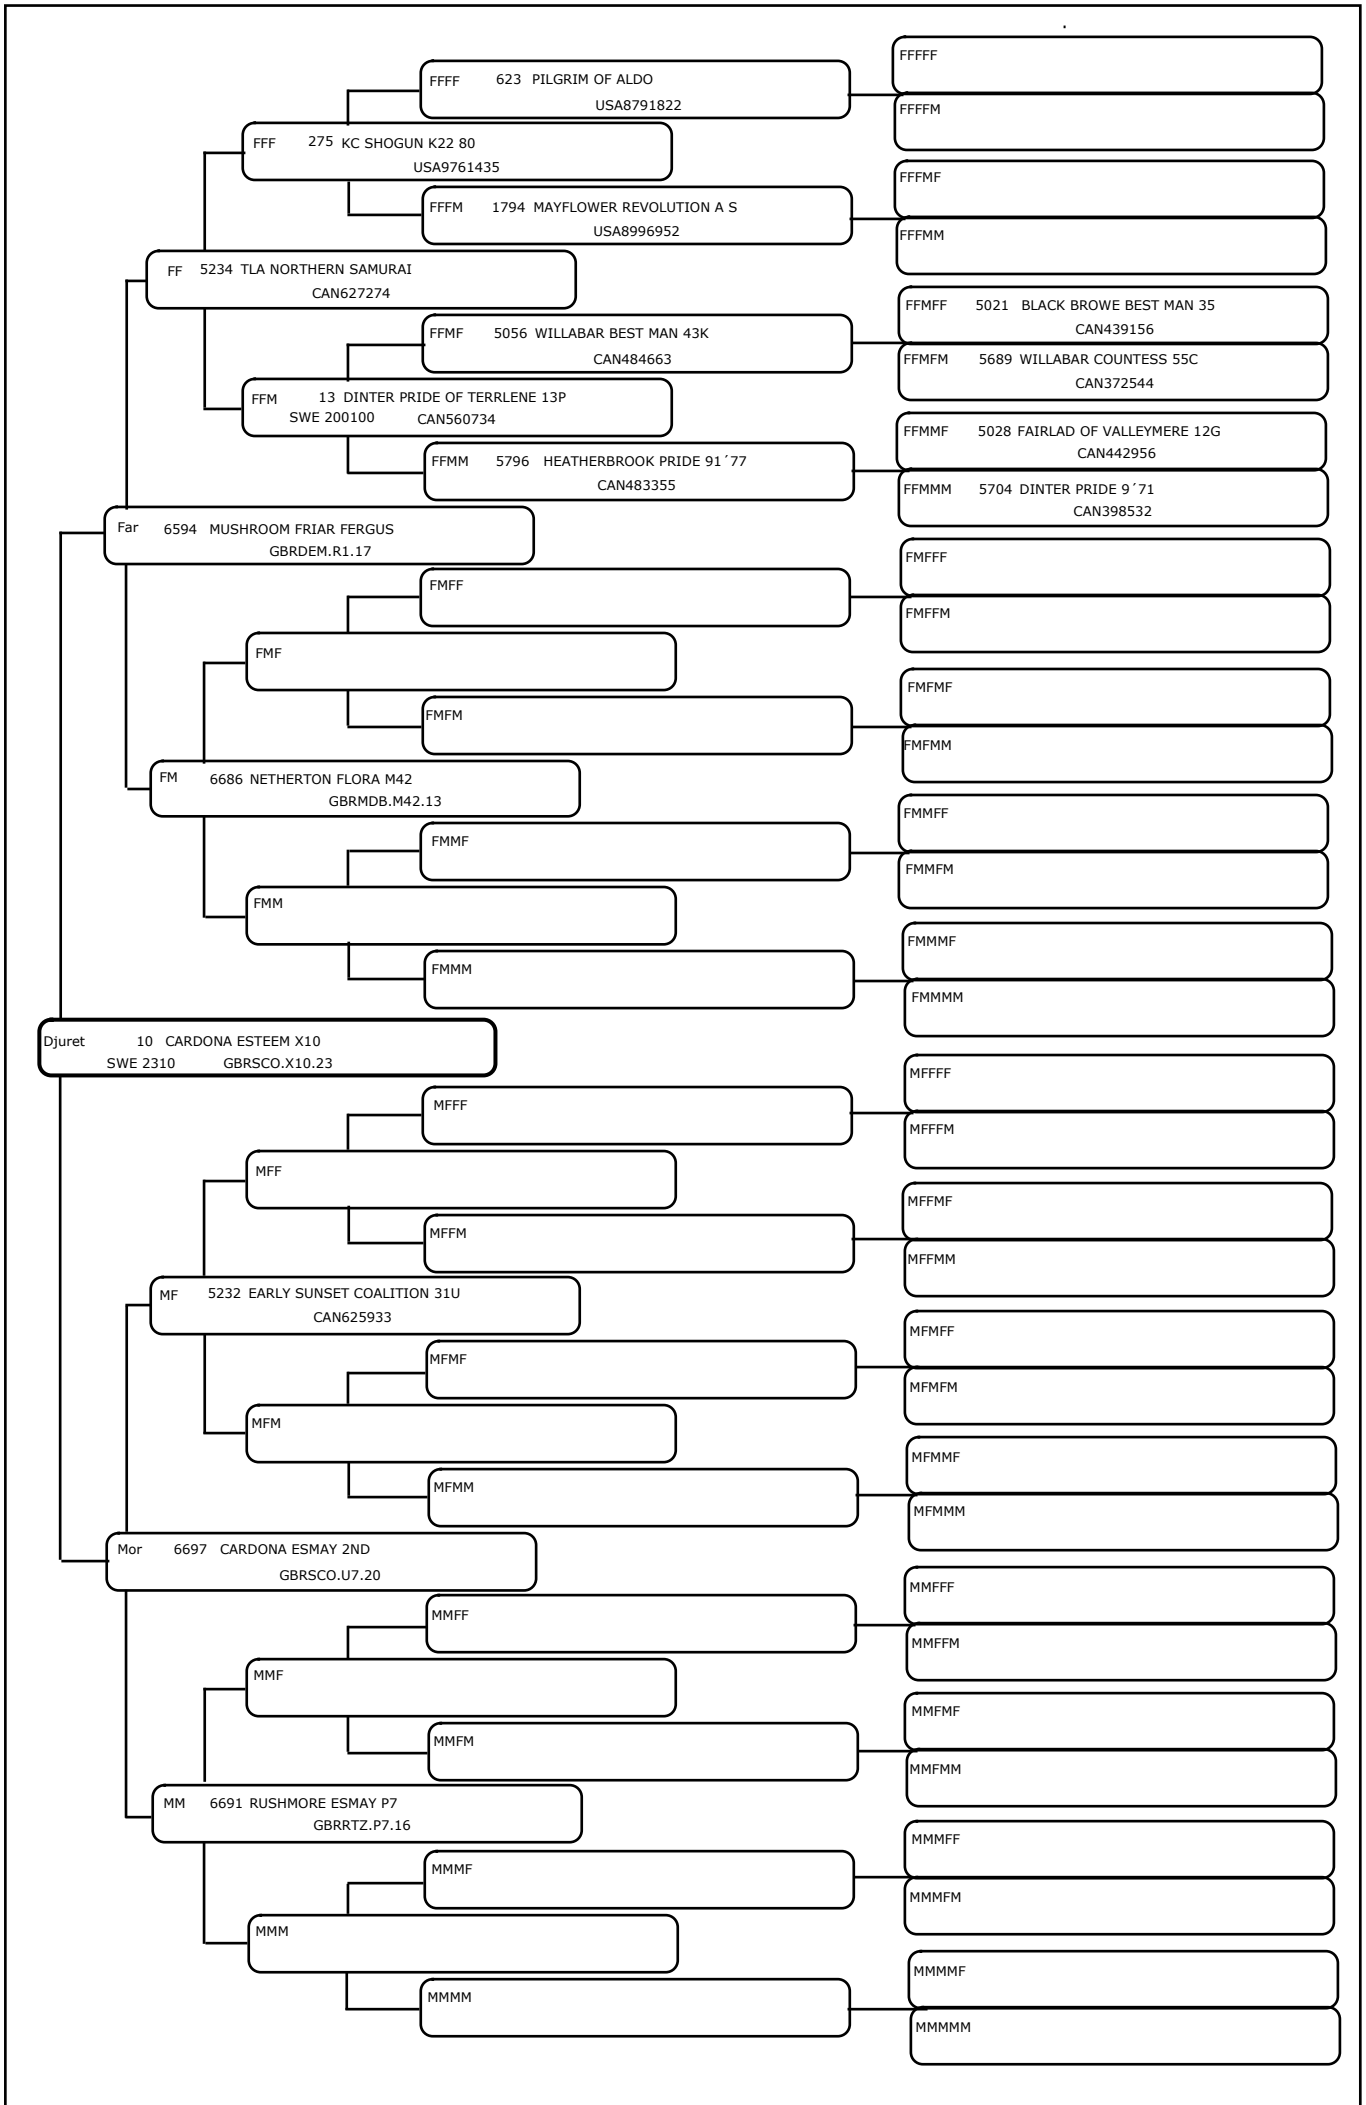 FFFFF
FFFF 623 PILGRIM OF ALDO
USA8791822
FFFFM
FFF 275 KC SHOGUN K22 80
USA9761435
FFFMF
FFFM 1794 MAYFLOWER REVOLUTION A S
USA8996952
FFFMM
FF 5234 TLA NORTHERN SAMURAI
CAN627274
FFMFF 5021 BLACK BROWE BEST MAN 35
CAN439156
FFMF 5056 WILLABAR BEST MAN 43K
CAN484663
FFMFM 5689 WILLABAR COUNTESS 55C
CAN372544
FFM 13 DINTER PRIDE OF TERRLENE 13P
SWE 200100 CAN560734
FFMMF 5028 FAIRLAD OF VALLEYMERE 12G
CAN442956
FFMM 5796 HEATHERBROOK PRIDE 91´77
CAN483355
FFMMM 5704 DINTER PRIDE 9´71
CAN398532
Far 6594 MUSHROOM FRIAR FERGUS
GBRDEM.R1.17
FMFFF
FMFF
FMFFM
FMF
FMFMF
FMFM
FMFMM
FM 6686 NETHERTON FLORA M42
GBRMDB.M42.13
FMMFF
FMMF
FMMFM
FMM
FMMMF
FMMM
FMMMM
Djuret 10 CARDONA ESTEEM X10
SWE 2310 GBRSCO.X10.23
MFFFF
MFFF
MFFFM
MFF
MFFMF
MFFM
MFFMM
MF 5232 EARLY SUNSET COALITION 31U
CAN625933
MFMFF
MFMF
MFMFM
MFM
MFMMF
MFMM
MFMMM
Mor 6697 CARDONA ESMAY 2ND
GBRSCO.U7.20
MMFFF
MMFF
MMFFM
MMF
MMFMF
MMFM
MMFMM
MM 6691 RUSHMORE ESMAY P7
GBRRTZ.P7.16
MMMFF
MMMF
MMMFM
MMM
MMMMF
MMMM
MMMMM